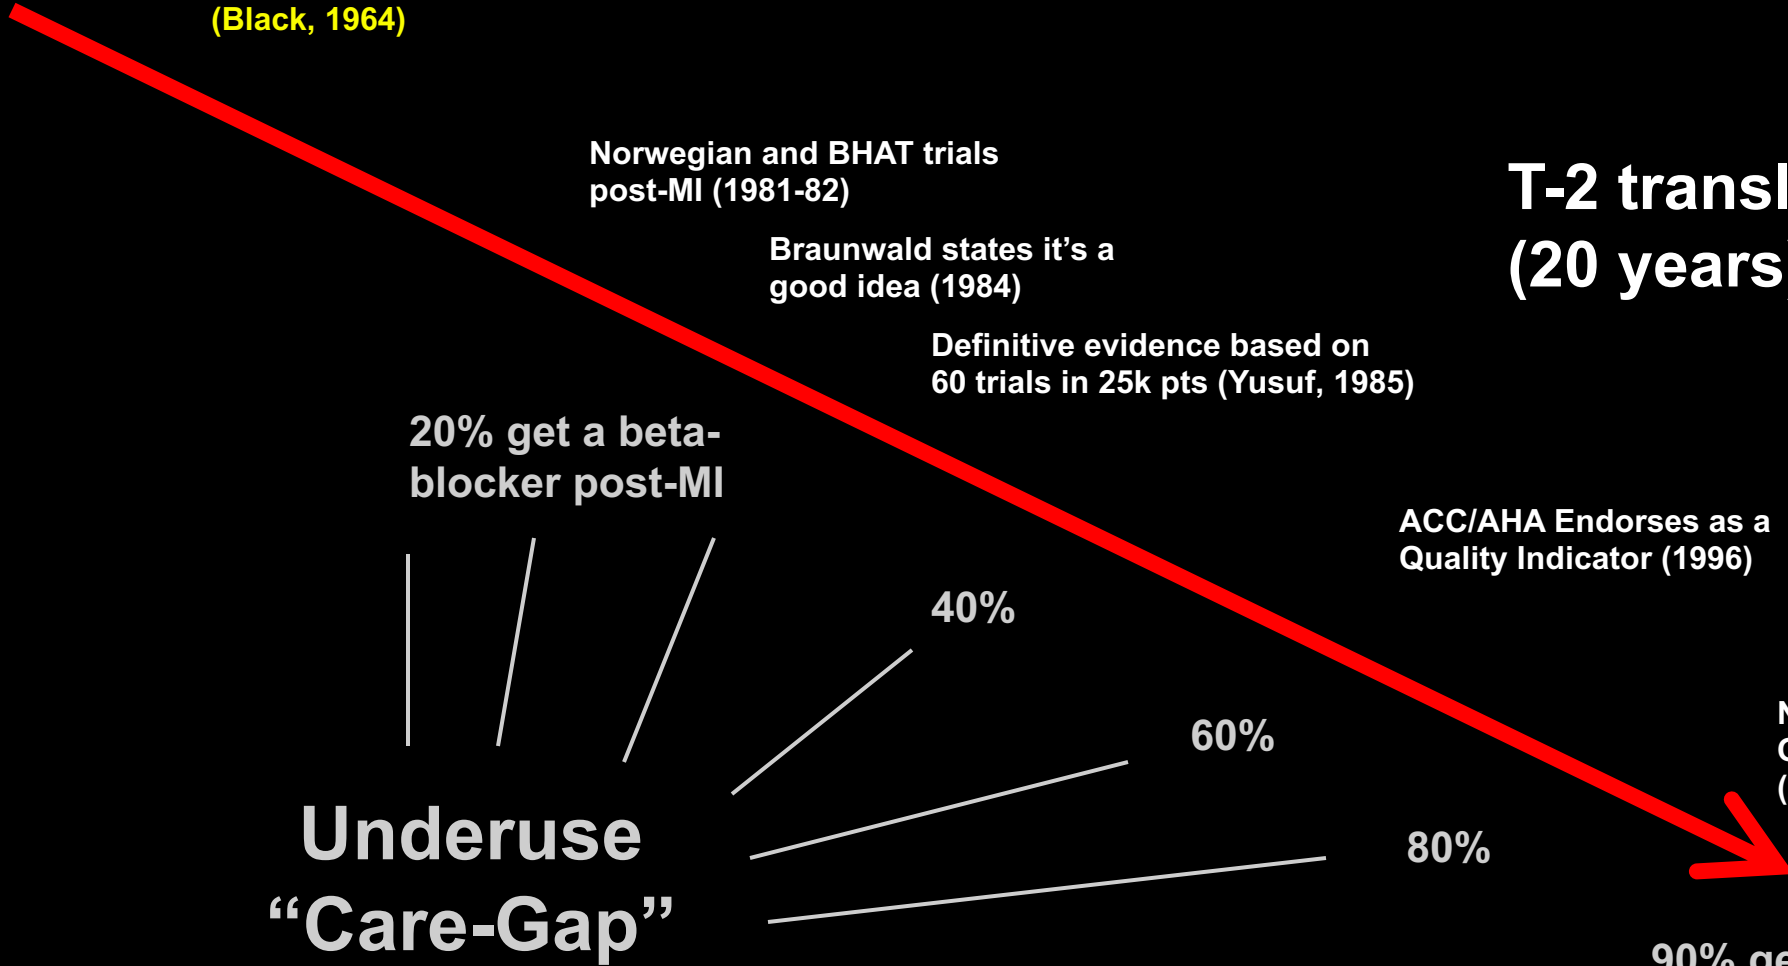 (Black, 1964)
Norwegian and BHAT trials
post-MI (1981-82)
T-2
(20 years
Braunwald states it’s a
good idea (1984)
Definitive evidence based on
60 trials in 25k pts (Yusuf, 1985)
20% get a beta-
blocker post-MI
ACC/AHA Endorses as a
Quality Indicator (1996)
40%
60%
80%
Underuse
“Care-Gap”
90%